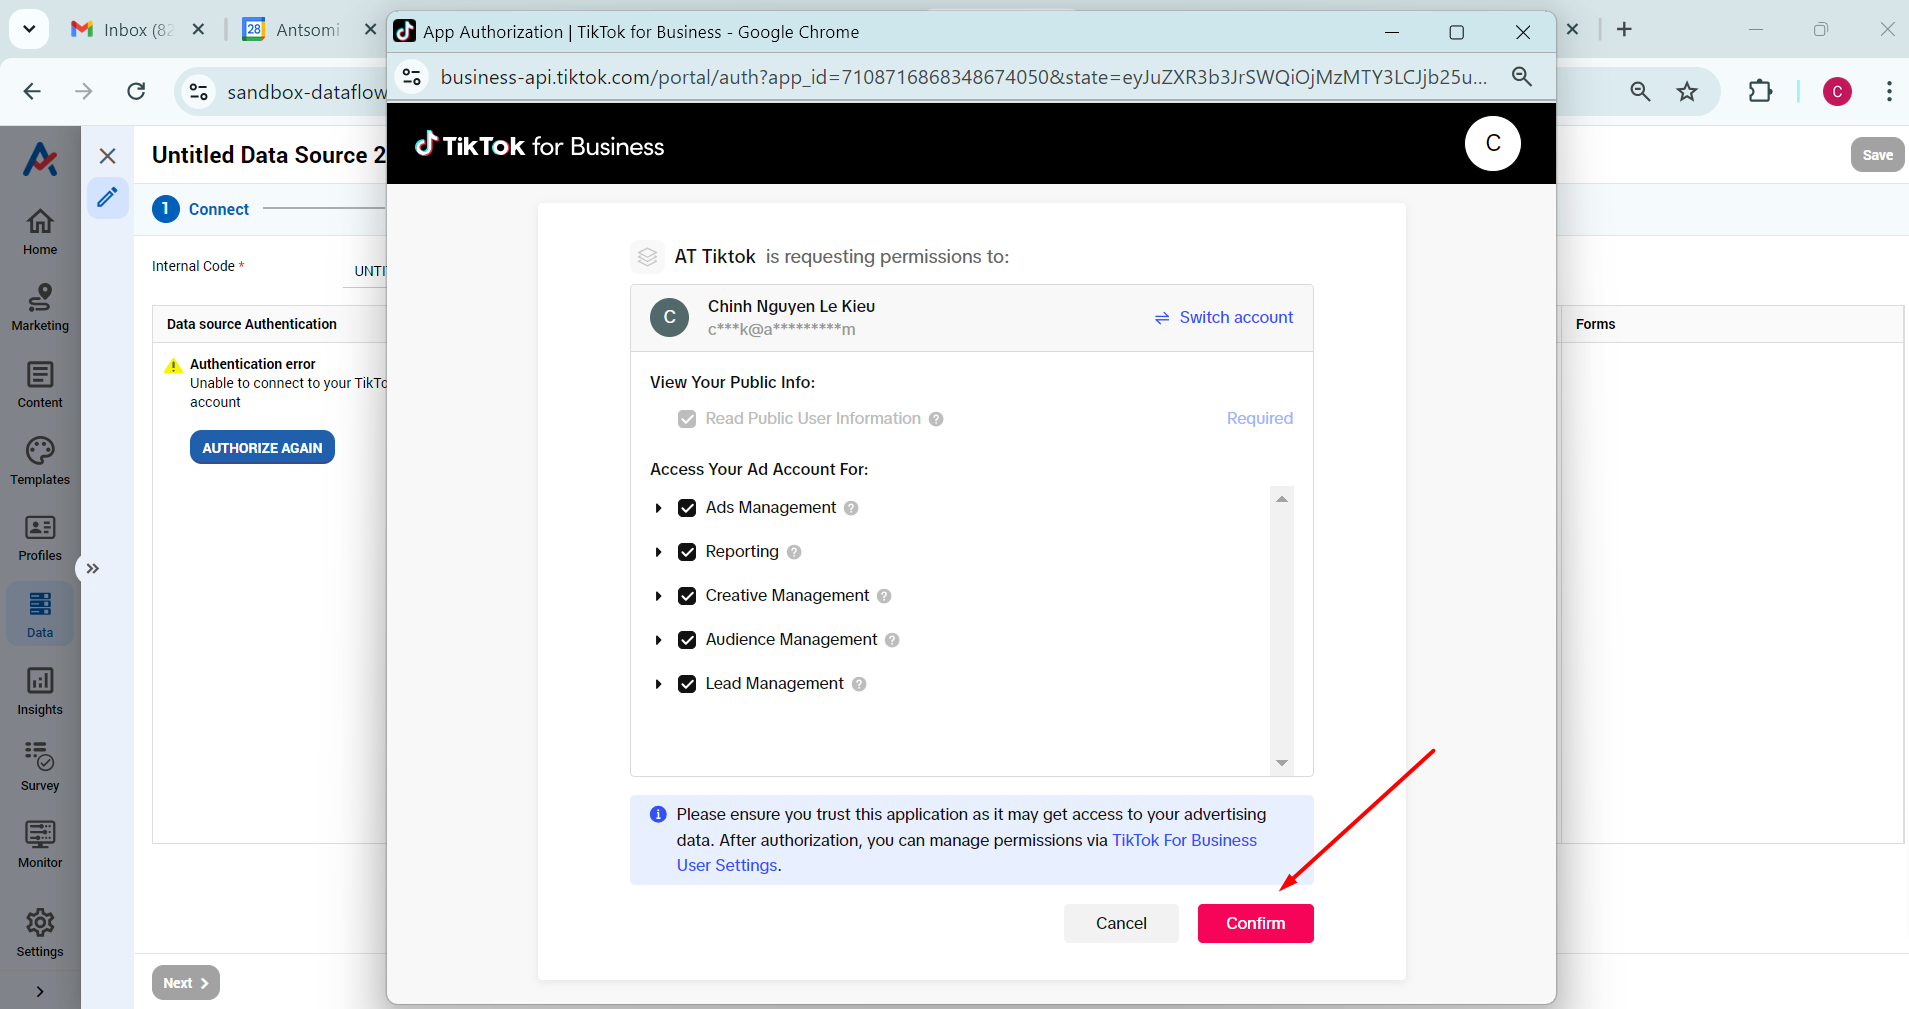 Inbox (82
28
Antsomi
App Authorization | TikTok for Business - Google Chrome
sandbox-dataflow
business-api.tiktok.com/portal/auth?app_id=7108716868348674050&state=eyJuZXR3b3JrSWQiOjMzMTY3LCJjb25u...
C
TikTok for Business
C
Untitled Data Source 2
Save
1 Connect
Home
Internal Code *
UNTI
Marketing
Data source Authentication
Forms
Authentication error
Unable to connect to your TikTo
account
AUTHORIZE AGAIN
Content
Templates
Profiles
Data
Insights
Survey
Monitor
Settings
Next
AT Tiktok is requesting permissions to:
C
Chinh Nguyen Le Kieu
c***k@a*********m
Switch account
View Your Public Info:
Read Public User Information ?
Required
Access Your Ad Account For:
Ads Management ?
Reporting ?
Creative Management ?
Audience Management ?
Lead Management ?
Please ensure you trust this application as it may get access to your advertising
data. After authorization, you can manage permissions via TikTok For Business
User Settings.
Cancel
Confirm